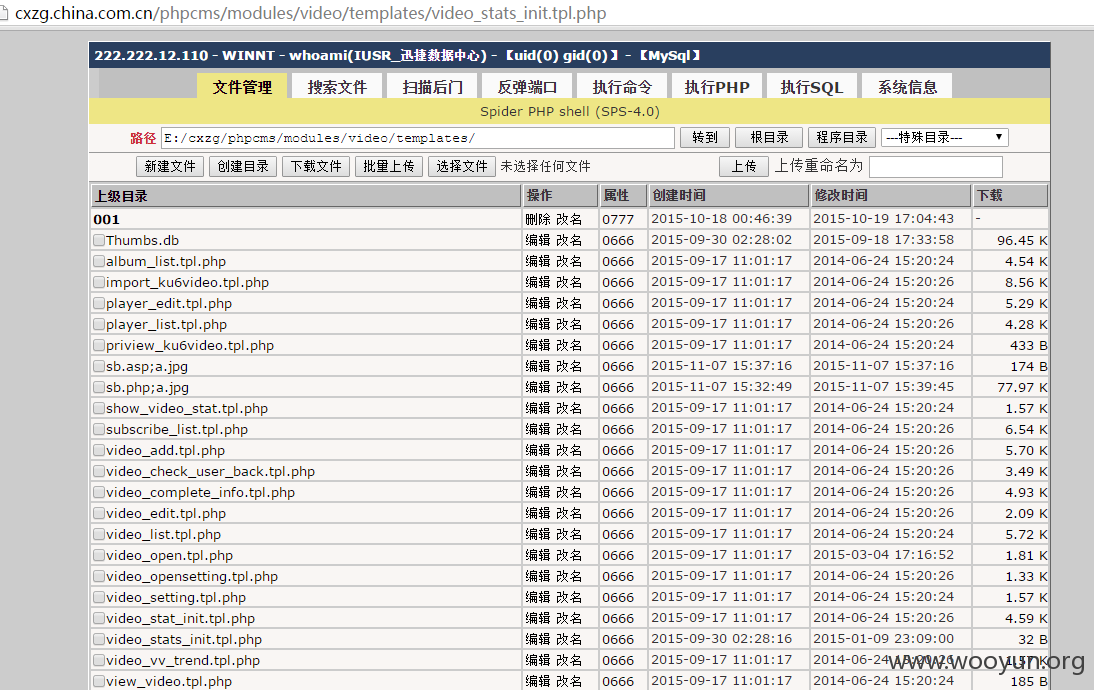 cxzg.china.com.cn/phpcms/modules/video/templates/video_stats_init.tpl.php
222.222.12.110 - WINNT - whoami(IUSR_迅捷数据中心) - 【uid(0) gid(0)】 - 【MySql】
文件管理 搜索文件 扫描后门 反弹端口 执行命令 执行PHP 执行SQL 系统信息
Spider PHP shell (SPS-4.0)
路径 E:/cxzg/phpcms/modules/video/templates/ 转到 根目录 程序目录 ---特殊目录---
新建文件 创建目录 下载文件 批量上传 选择文件 未选择任何文件 上传 上传重命名为
上级目录 操作 属性 创建时间 修改时间 下载
001 删除 改名 0777 2015-10-18 00:46:39 2015-10-19 17:04:43 -
Thumbs.db 编辑 改名 0666 2015-09-30 02:28:02 2015-09-18 17:33:58 96.45 K
album_list.tpl.php 编辑 改名 0666 2015-09-17 11:01:17 2014-06-24 15:20:24 4.54 K
import_ku6video.tpl.php 编辑 改名 0666 2015-09-17 11:01:17 2014-06-24 15:20:26 8.56 K
player_edit.tpl.php 编辑 改名 0666 2015-09-17 11:01:17 2014-06-24 15:20:24 5.29 K
player_list.tpl.php 编辑 改名 0666 2015-09-17 11:01:17 2014-06-24 15:20:26 4.28 K
priview_ku6video.tpl.php 编辑 改名 0666 2015-09-17 11:01:17 2014-06-24 15:20:24 433 B
sb.asp;a.jpg 编辑 改名 0666 2015-11-07 15:37:16 2015-11-07 15:37:16 174 B
sb.php;a.jpg 编辑 改名 0666 2015-11-07 15:32:49 2015-11-07 15:39:45 77.97 K
show_video_stat.tpl.php 编辑 改名 0666 2015-09-17 11:01:17 2014-06-24 15:20:24 1.57 K
subscribe_list.tpl.php 编辑 改名 0666 2015-09-17 11:01:17 2014-06-24 15:20:26 6.54 K
video_add.tpl.php 编辑 改名 0666 2015-09-17 11:01:17 2014-06-24 15:20:24 5.70 K
video_check_user_back.tpl.php 编辑 改名 0666 2015-09-17 11:01:17 2014-06-24 15:20:26 3.49 K
video_complete_info.tpl.php 编辑 改名 0666 2015-09-17 11:01:17 2014-06-24 15:20:26 4.93 K
video_edit.tpl.php 编辑 改名 0666 2015-09-17 11:01:17 2014-06-24 15:20:26 2.09 K
video_list.tpl.php 编辑 改名 0666 2015-09-17 11:01:17 2014-06-24 15:20:24 5.72 K
video_open.tpl.php 编辑 改名 0666 2015-09-17 11:01:17 2015-03-04 17:16:52 1.81 K
video_opensetting.tpl.php 编辑 改名 0666 2015-09-17 11:01:17 2014-06-24 15:20:26 1.33 K
video_setting.tpl.php 编辑 改名 0666 2015-09-17 11:01:17 2014-06-24 15:20:24 1.57 K
video_stat_init.tpl.php 编辑 改名 0666 2015-09-17 11:01:17 2014-06-24 15:20:26 4.59 K
video_stats_init.tpl.php 编辑 改名 0666 2015-09-30 02:28:16 2015-01-09 23:09:00 32 B
video_vv_trend.tpl.php 编辑 改名 0666 2015-09-17 11:01:17 2014-06-24 K
www.wooyun.org
view_video.tpl.php 编辑 改名 0666 2015-09-17 11:01:17 2014-06-24 15:20:24 185 B